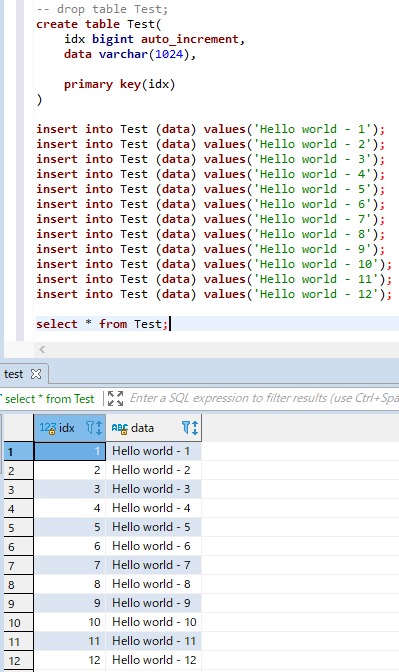 -- drop table Test;
create table Test(
    idx bigint auto_increment,
    data varchar(1024),
    primary key(idx)
)
insert into Test (data) values('Hello world - 1');
insert into Test (data) values('Hello world - 2');
insert into Test (data) values('Hello world - 3');
insert into Test (data) values('Hello world - 4');
insert into Test (data) values('Hello world - 5');
insert into Test (data) values('Hello world - 6');
insert into Test (data) values('Hello world - 7');
insert into Test (data) values('Hello world - 8');
insert into Test (data) values('Hello world - 9');
insert into Test (data) values('Hello world - 10');
insert into Test (data) values('Hello world - 11');
insert into Test (data) values('Hello world - 12');
select * from Test;
test
select * from Test Enter a SQL expression to filter results (use Ctrl+Spa
123 idx ABC data
1 1 Hello world - 1
2 2 Hello world - 2
3 3 Hello world - 3
4 4 Hello world - 4
5 5 Hello world - 5
6 6 Hello world - 6
7 7 Hello world - 7
8 8 Hello world - 8
9 9 Hello world - 9
10 10 Hello world - 10
11 11 Hello world - 11
12 12 Hello world - 12